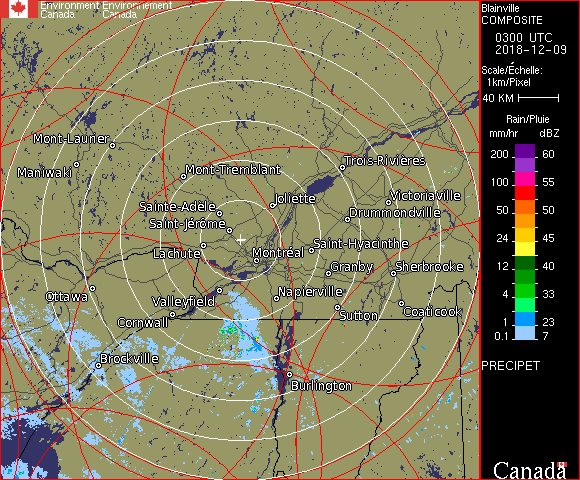 Environment Environnement
Canada Canada
Blainville
COMPOSITE
0300 UTC
2018-12-09
Scale/Échelle:
1km/Pixel
40 KM
Rain/Pluie
mm/hr dBZ
200 60
100 55
50 50
24 45
12 40
4 33
1 23
0.1 7
PRECIPET
Canada
Mont-Laurier
Maniwaki
Mont-Tremblant
Trois-Rivières
Joliette
Victoriaville
Sainte-Adèle
Drummondville
Saint-Jérôme
Lachute
Montréal
Saint-Hyacinthe
Granby
Sherbrooke
Ottawa
Valleyfield
Napierville
Cornwall
Sutton
Coaticook
Brockville
Burlington